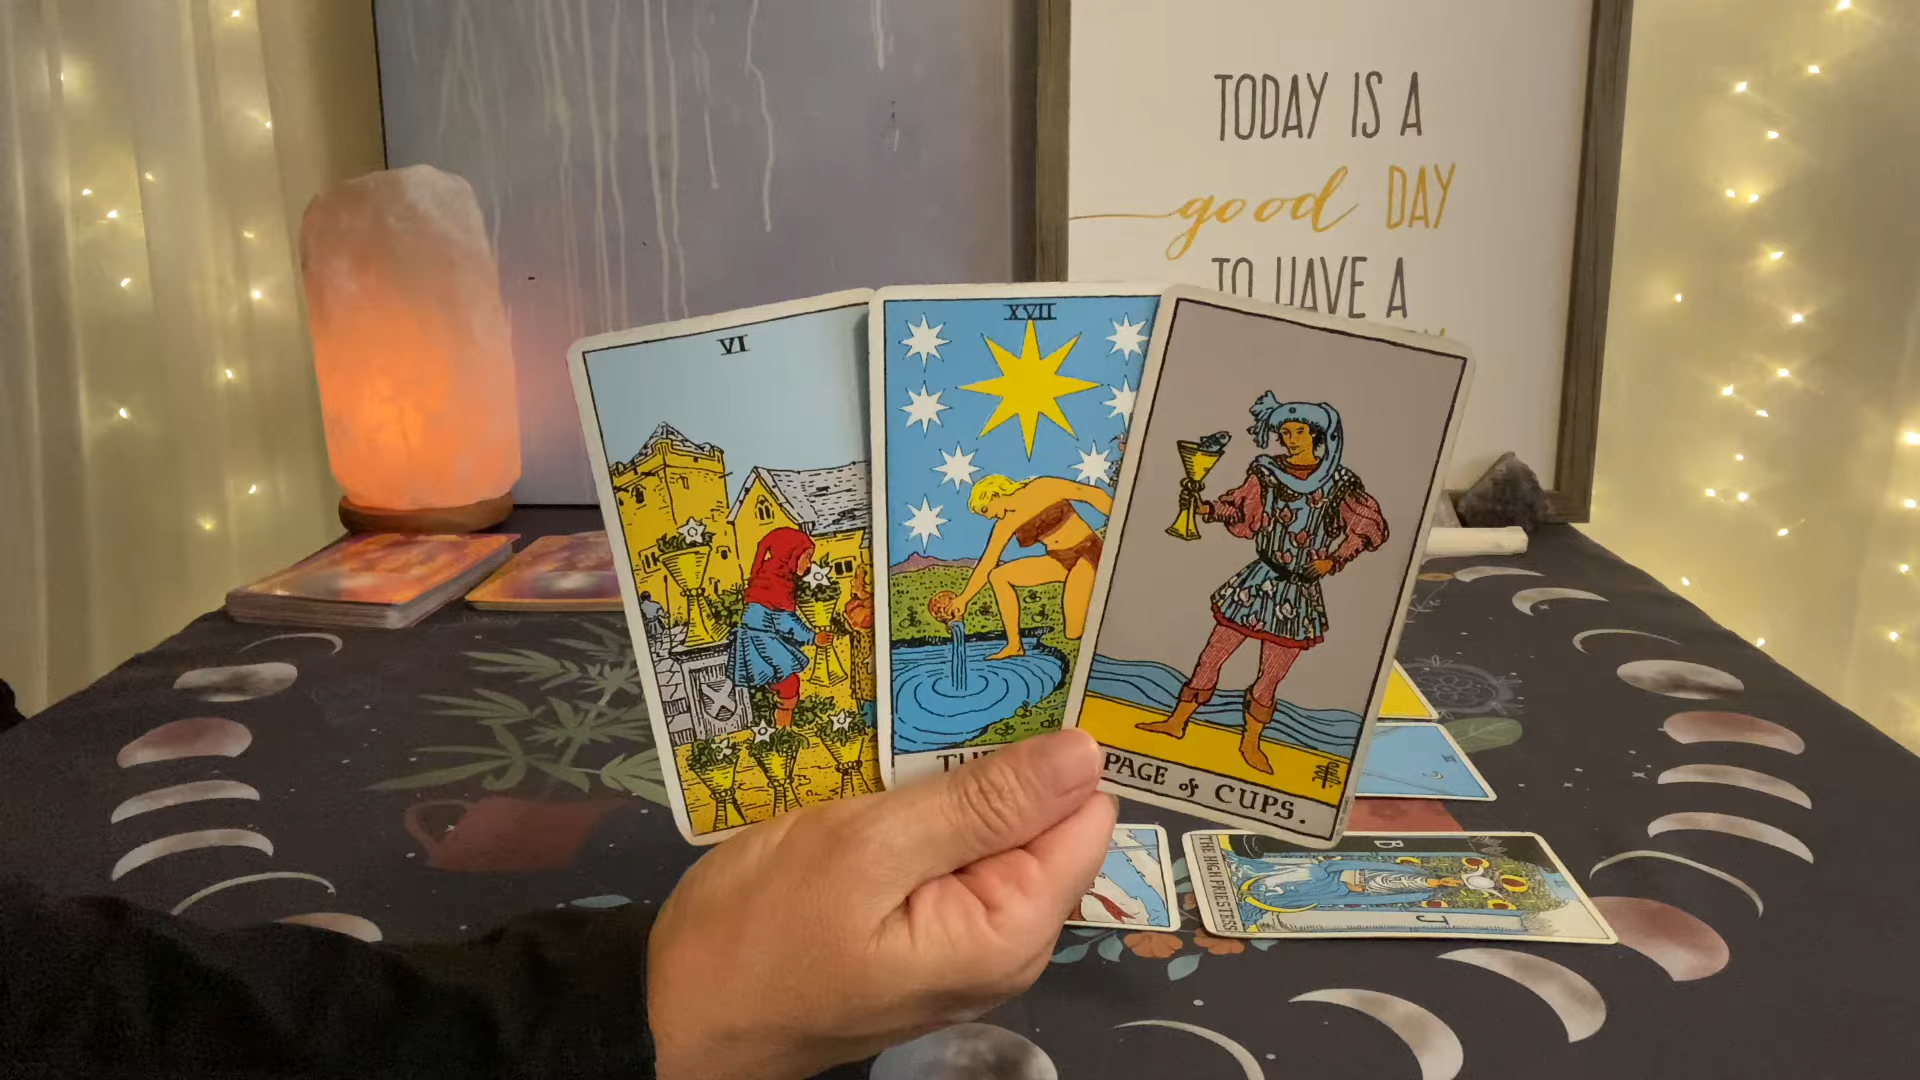 TODAY IS A
good DAY
TO HAVE A
VI
XVII
PAGE of CUPS.
THE HIGH PRIESTESS
B
J